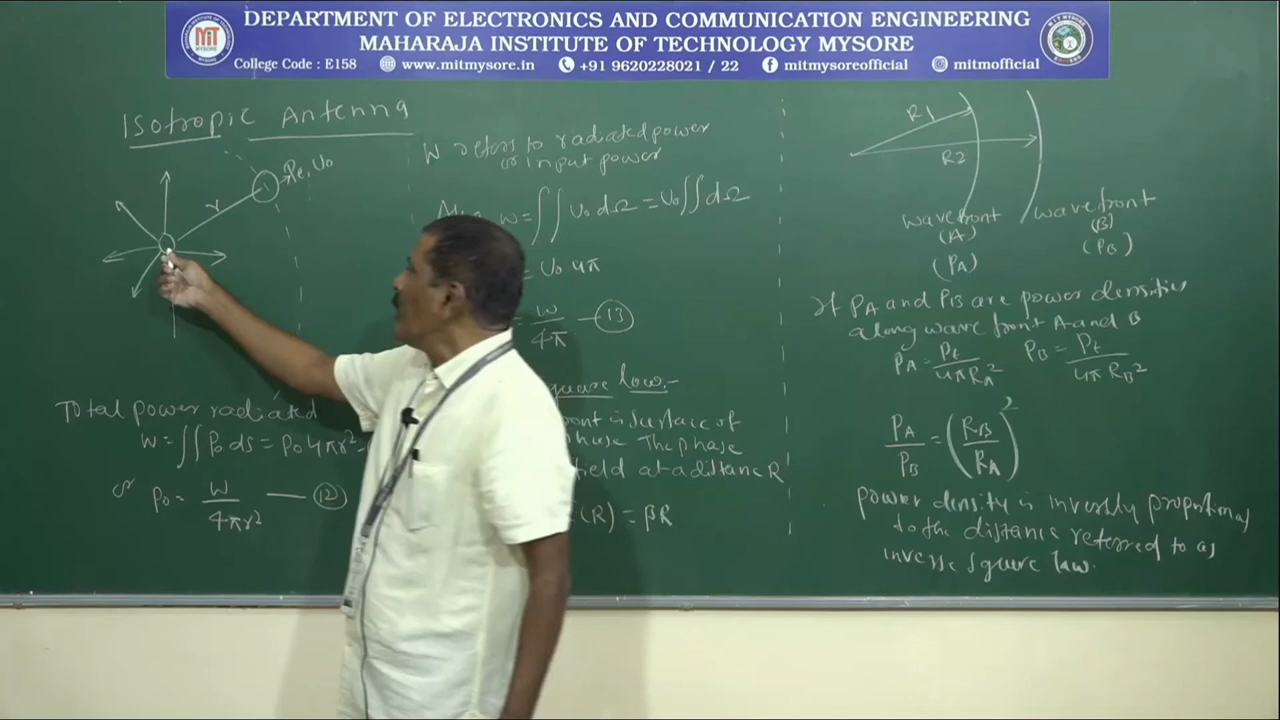 DEPARTMENT OF ELECTRONICS AND COMMUNICATION ENGINEERING
MAHARAJA INSTITUTE OF TECHNOLOGY MYSORE
College Code : E158 www.mitmysore.in +91 9620228021 / 22 mitmysoreofficial mitmofficial
MIT
MYSORE
Isotropic Antenna
r
U₀
W refers to radiated power
or input power
W = ∬ U₀ dΩ = U₀ ∬ dΩ
= U₀ 4π
= W/4π — (13)
Total power radiated
W = ∬ P₀ ds = P₀ 4πr²
or P₀ = W/4πr² — (12)
square law:-
is surface of
phase The phase
field at a distance R
(R) = βR
R1
R2
wavefront
(A)
(PA)
wavefront
(B)
(PB)
If PA and PB are power densities
along wave front A and B
PA = Pt/4πRA² PB = Pt/4πRB²
PA/PB = (RB/RA)²
power density is inversly proportional
to the distance referred to as
inverse square law.